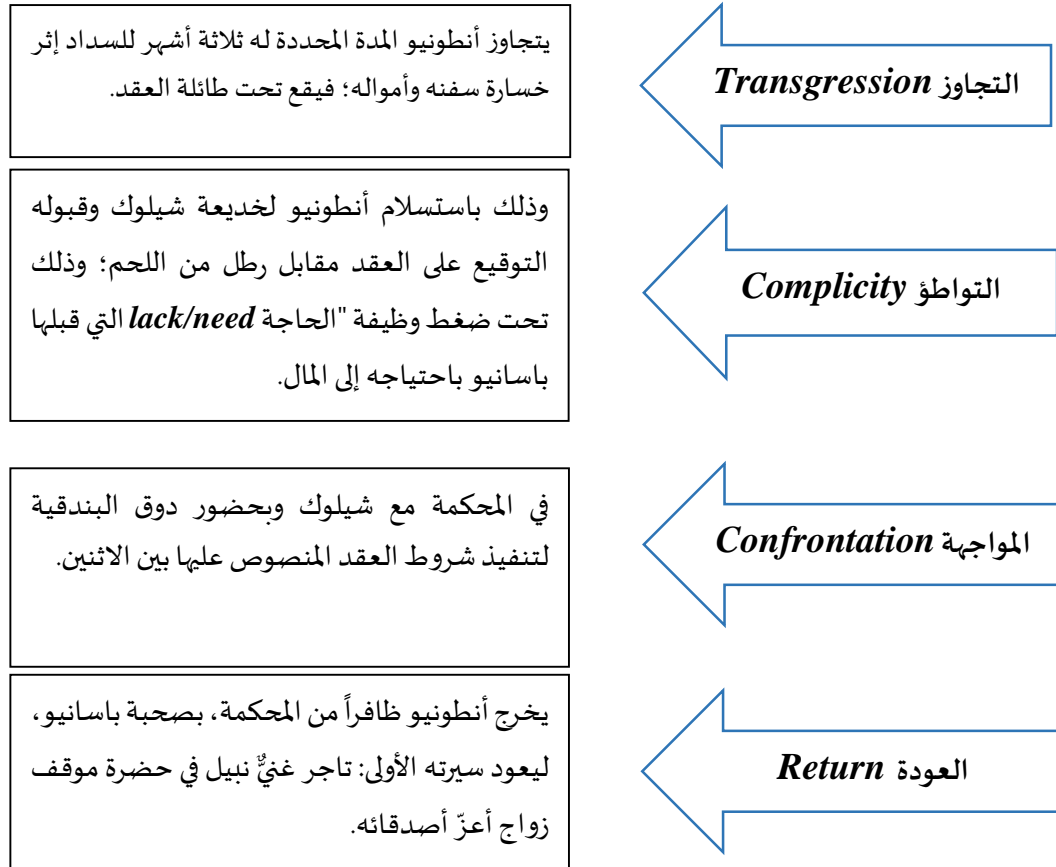 التجاوز Transgression
يتجاوز أنطونيو المدة المحددة له ثلاثة أشهر للسداد إثر
خسارة سفنه وأمواله؛ فيقع تحت طائلة العقد.
التواطؤ Complicity
وذلك باستسلام أنطونيو لخديعة شيلوك وقبوله
التوقيع على العقد مقابل رطل من اللحم؛ وذلك
تحت ضغط وظيفة "الحاجة lack/need التي قبلها
باسانيو باحتياجه إلى المال.
المواجهة Confrontation
في المحكمة مع شيلوك وبحضور دوق البندقية
لتنفيذ شروط العقد المنصوص عليها بين الاثنين.
العودة Return
يخرج أنطونيو ظافراً من المحكمة، بصحبة باسانيو،
ليعود سيرته الأولى: تاجر غنيٌّ نبيل في حضرة موقف
زواج أعزّ أصدقائه.